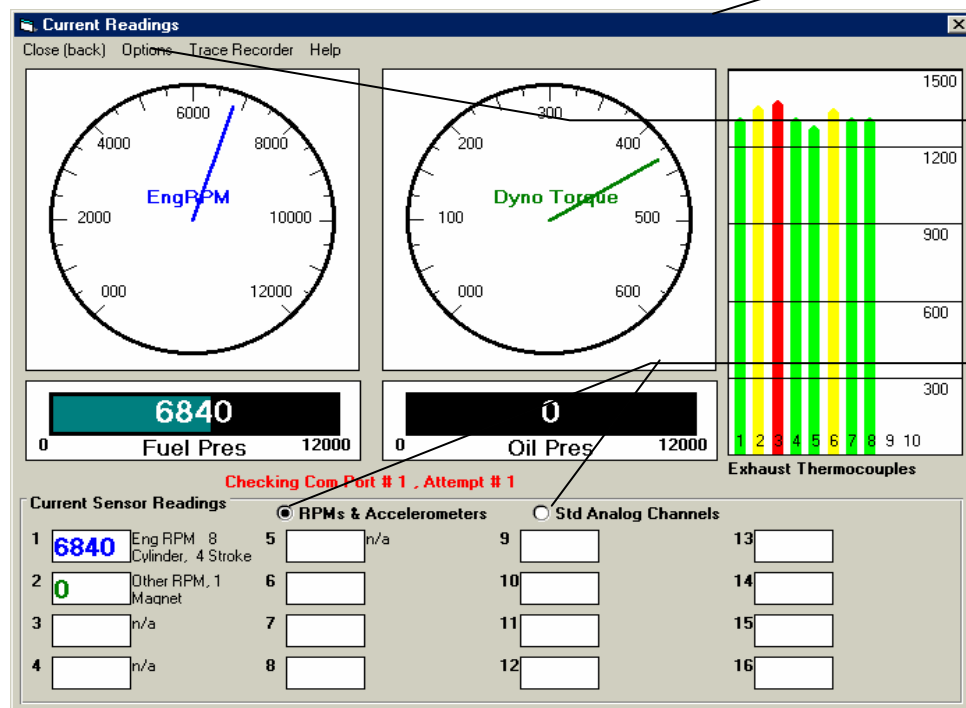 Current Readings
Close (back) Options Trace Recorder Help
6000
4000
8000
EngRPM
2000
10000
000
12000
300
200
400
Dyno Torque
100
500
000
600
1500
1200
900
600
300
1 2 3 4 5 6 7 8 9 10
Exhaust Thermocouples
6840
0 Fuel Pres 12000
0
0 Oil Pres 12000
Checking Com Port # 1 , Attempt # 1
Current Sensor Readings
RPMs & Accelerometers
Std Analog Channels
1 6840 Eng RPM 8
Cylinder, 4 Stroke
5 n/a
9
13
2 0 Other RPM, 1
Magnet
6
10
14
3 n/a
7
11
15
4 n/a
8
12
16